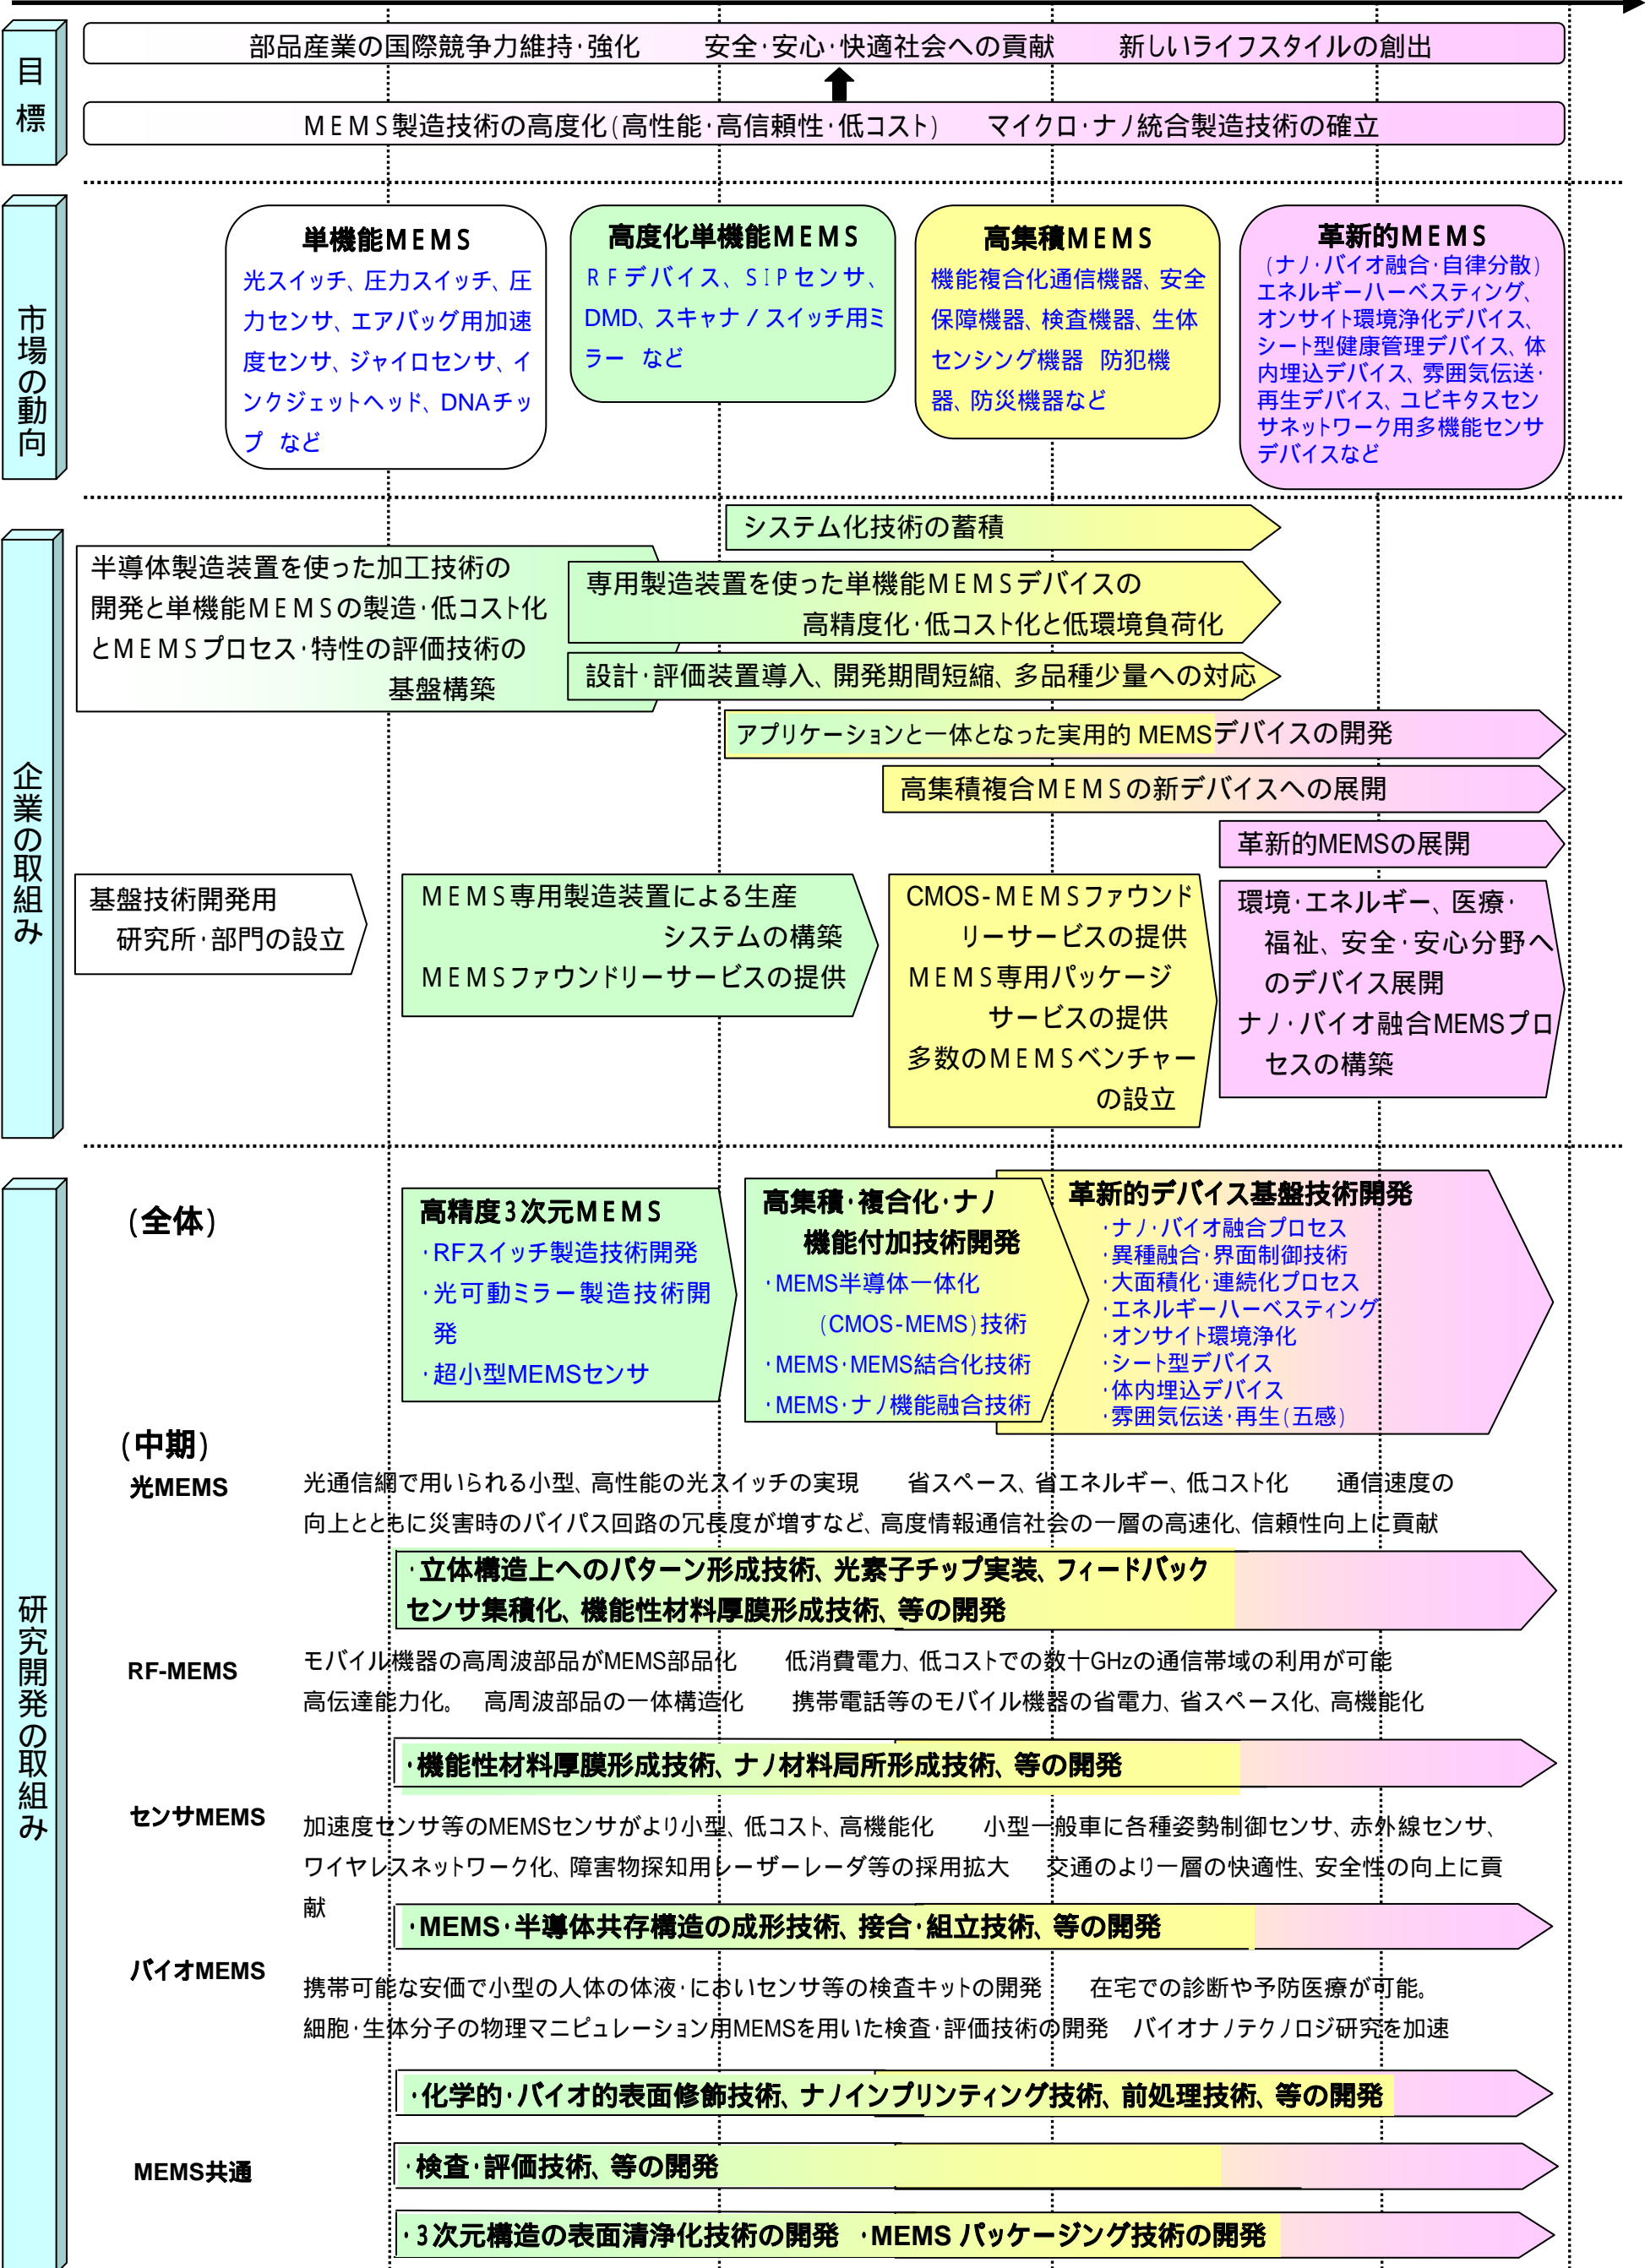 目標
部品産業の国際競争力維持・強化　安全・安心・快適社会への貢献　新しいライフスタイルの創出
ＭＥＭＳ製造技術の高度化(高性能・高信頼性・低コスト)　マイクロ・ナノ統合製造技術の確立
市場の動向
単機能ＭＥＭＳ
光スイッチ、圧力スイッチ、圧
力センサ、エアバッグ用加速
度センサ、ジャイロセンサ、イ
ンクジェットヘッド、DNAチッ
プ など
高度化単機能ＭＥＭＳ
ＲＦデバイス、ＳＩＰセンサ、
DMD、スキャナ／スイッチ用ミ
ラー など
高集積ＭＥＭＳ
機能複合化通信機器、安全
保障機器、検査機器、生体
センシング機器 防犯機
器、防災機器など
革新的ＭＥＭＳ
(ナノ・バイオ融合・自律分散)
エネルギーハーベスティング、
オンサイト環境浄化デバイス、
シート型健康管理デバイス、体
内埋込デバイス、雰囲気伝送・
再生デバイス、ユビキタスセン
サネットワーク用多機能センサ
デバイスなど
企業の取組み
システム化技術の蓄積
半導体製造装置を使った加工技術の
開発と単機能ＭＥＭＳの製造・低コスト化
とＭＥＭＳプロセス・特性の評価技術の
基盤構築
専用製造装置を使った単機能ＭＥＭＳデバイスの
高精度化・低コスト化と低環境負荷化
設計・評価装置導入、開発期間短縮、多品種少量への対応
アプリケーションと一体となった実用的 MEMSデバイスの開発
高集積複合ＭＥＭＳの新デバイスへの展開
革新的MEMSの展開
基盤技術開発用
研究所・部門の設立
ＭＥＭＳ専用製造装置による生産
システムの構築
ＭＥＭＳファウンドリーサービスの提供
CMOS-ＭＥＭＳファウンド
リーサービスの提供
ＭＥＭＳ専用パッケージ
サービスの提供
多数のＭＥＭＳベンチャー
の設立
環境・エネルギー、医療・
福祉、安全・安心分野へ
のデバイス展開
ナノ・バイオ融合MEMSプロ
セスの構築
研究開発の取組み
(全体)
高精度３次元ＭＥＭＳ
・RFスイッチ製造技術開発
・光可動ミラー製造技術開
発
・超小型MEMSセンサ
高集積・複合化・ナノ
機能付加技術開発
・MEMS半導体一体化
(CMOS-MEMS)技術
・MEMS・MEMS結合化技術
・MEMS・ナノ機能融合技術
革新的デバイス基盤技術開発
・ナノ・バイオ融合プロセス
・異種融合・界面制御技術
・大面積化・連続化プロセス
・エネルギーハーベスティング
・オンサイト環境浄化
・シート型デバイス
・体内埋込デバイス
・雰囲気伝送・再生(五感)
(中期)
光MEMS
光通信網で用いられる小型、高性能の光スイッチの実現　省スペース、省エネルギー、低コスト化　通信速度の
向上とともに災害時のバイパス回路の冗長度が増すなど、高度情報通信社会の一層の高速化、信頼性向上に貢献
・立体構造上へのパターン形成技術、光素子チップ実装、フィードバック
センサ集積化、機能性材料厚膜形成技術、等の開発
RF-MEMS
モバイル機器の高周波部品がMEMS部品化　低消費電力、低コストでの数十GHzの通信帯域の利用が可能
高伝達能力化。　高周波部品の一体構造化　携帯電話等のモバイル機器の省電力、省スペース化、高機能化
・機能性材料厚膜形成技術、ナノ材料局所形成技術、等の開発
センサMEMS
加速度センサ等のMEMSセンサがより小型、低コスト、高機能化　小型一般車に各種姿勢制御センサ、赤外線センサ、
ワイヤレスネットワーク化、障害物探知用レーザーレーダ等の採用拡大　交通のより一層の快適性、安全性の向上に貢
献
・MEMS・半導体共存構造の成形技術、接合・組立技術、等の開発
バイオMEMS
携帯可能な安価で小型の人体の体液・においセンサ等の検査キットの開発　在宅での診断や予防医療が可能。
細胞・生体分子の物理マニピュレーション用MEMSを用いた検査・評価技術の開発　バイオナノテクノロジ研究を加速
・化学的・バイオ的表面修飾技術、ナノインプリンティング技術、前処理技術、等の開発
MEMS共通
・検査・評価技術、等の開発
・３次元構造の表面清浄化技術の開発　・MEMS パッケージング技術の開発